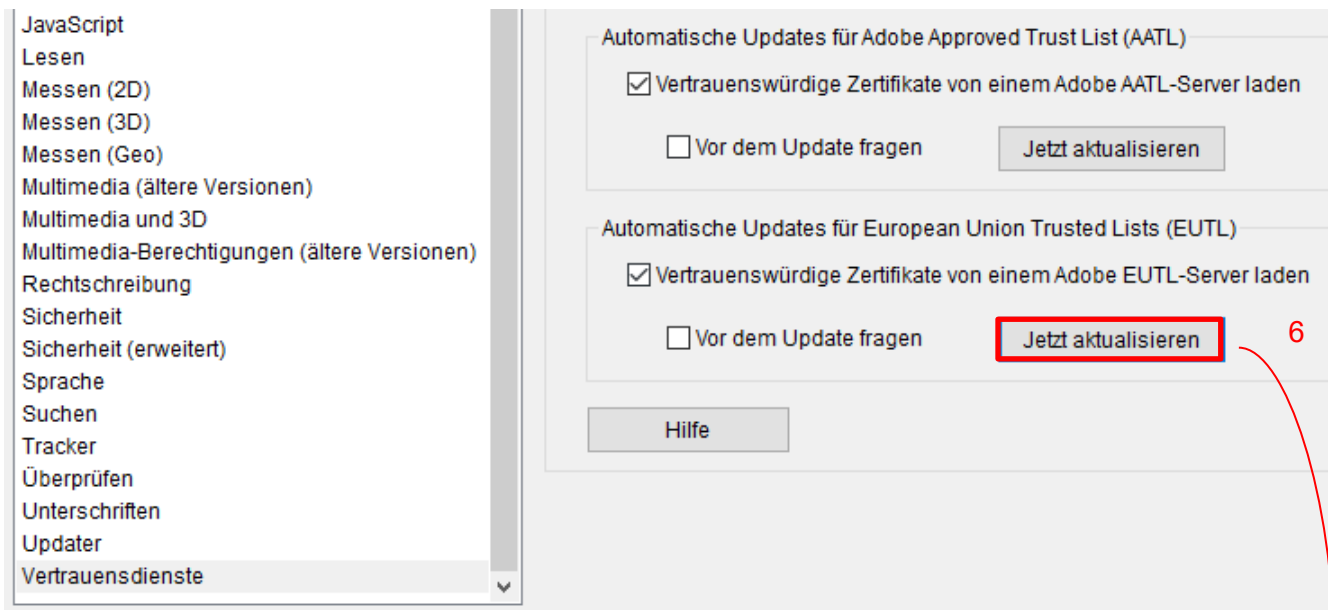 JavaScript
Lesen
Messen (2D)
Messen (3D)
Messen (Geo)
Multimedia (ältere Versionen)
Multimedia und 3D
Multimedia-Berechtigungen (ältere Versionen)
Rechtschreibung
Sicherheit
Sicherheit (erweitert)
Sprache
Suchen
Tracker
Überprüfen
Unterschriften
Updater
Vertrauensdienste
Automatische Updates für Adobe Approved Trust List (AATL)
Vertrauenswürdige Zertifikate von einem Adobe AATL-Server laden
Vor dem Update fragen Jetzt aktualisieren
Automatische Updates für European Union Trusted Lists (EUTL)
Vertrauenswürdige Zertifikate von einem Adobe EUTL-Server laden
Vor dem Update fragen Jetzt aktualisieren 6
Hilfe